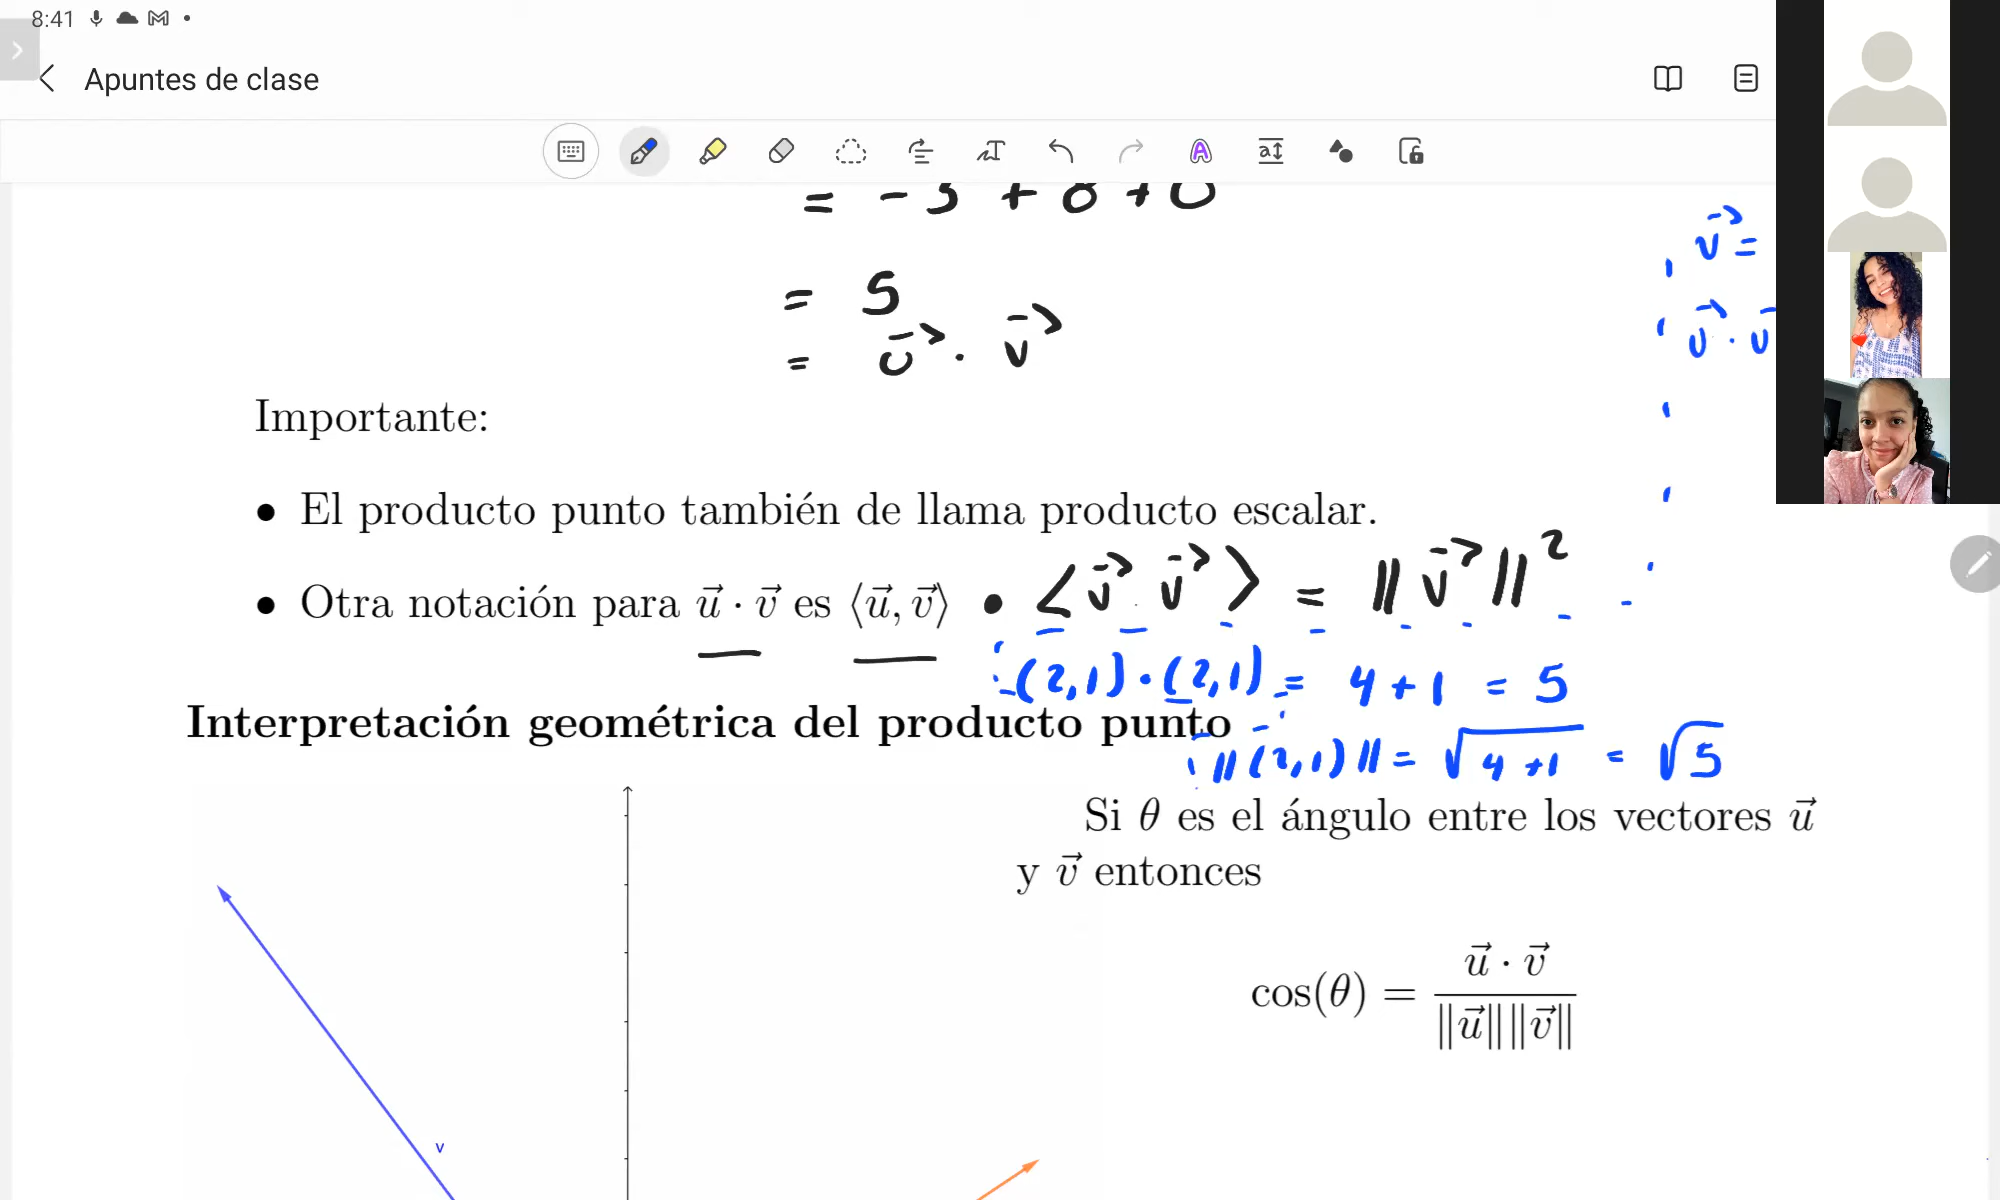 8:41
Apuntes de clase
= 5
= u⃗ · v⃗
v⃗ =
v⃗ · v⃗
Importante:
• El producto punto también de llama producto escalar.
• Otra notación para u⃗ · v⃗ es ⟨u⃗, v⃗⟩ • ⟨v⃗ v⃗⟩ = ‖v⃗‖²
(2,1)·(2,1) = 4+1 = 5
Interpretación geométrica del producto punto
‖(2,1)‖ = √(4+1) = √5
Si θ es el ángulo entre los vectores u⃗
y v⃗ entonces
cos(θ) = u⃗ · v⃗ / ‖u⃗‖‖v⃗‖
v